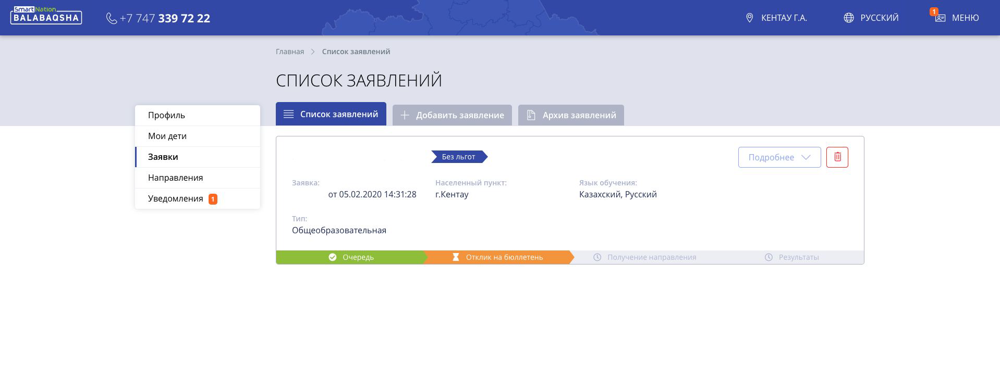 SmartNation
BALABAQSHA
+7 747 339 72 22
КЕНТАУ Г.А.
РУССКИЙ
1
МЕНЮ
Главная
Список заявлений
СПИСОК ЗАЯВЛЕНИЙ
Список заявлений
Добавить заявление
Архив заявлений
Профиль
Мои дети
Заявки
Направления
Уведомления 1
Без льгот
Подробнее
Заявка:
от 05.02.2020 14:31:28
Населенный пункт:
г.Кентау
Язык обучения:
Казахский, Русский
Тип:
Общеобразовательная
Очередь
Отклик на бюллетень
Получение направления
Результаты